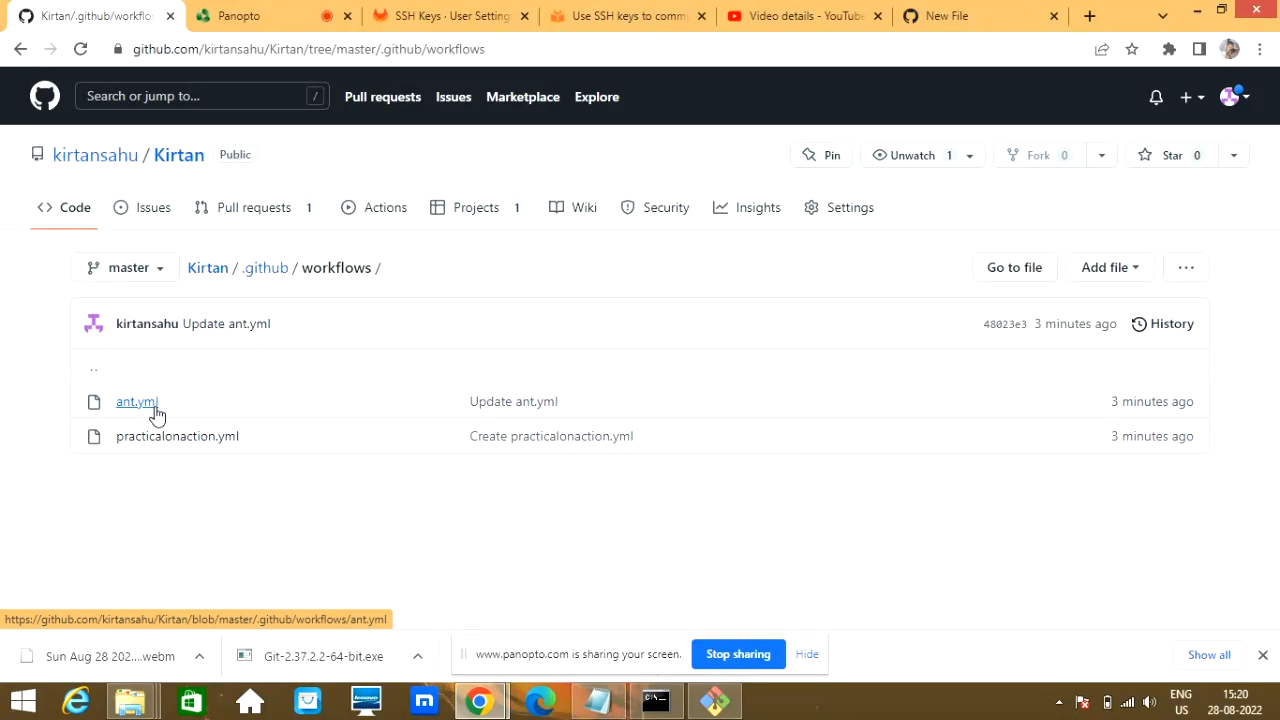 Kirtan/.github/workflo
Panopto
SSH Keys · User Setting
Use SSH keys to commu
Video details - YouTube
New File
github.com/kirtansahu/Kirtan/tree/master/.github/workflows
Search or jump to...
/
Pull requests
Issues
Marketplace
Explore
kirtansahu / Kirtan
Public
Pin
Unwatch 1
Fork 0
Star 0
Code
Issues
Pull requests 1
Actions
Projects 1
Wiki
Security
Insights
Settings
master
Kirtan / .github / workflows /
Go to file
Add file
kirtansahu Update ant.yml
48023e3 3 minutes ago
History
..
ant.yml
Update ant.yml
3 minutes ago
practicalonaction.yml
Create practicalonaction.yml
3 minutes ago
https://github.com/kirtansahu/Kirtan/blob/master/.github/workflows/ant.yml
Sun Aug 28 202....webm
Git-2.37.2.2-64-bit.exe
www.panopto.com is sharing your screen.
Stop sharing
Hide
Show all
ENG
US
15:20
28-08-2022